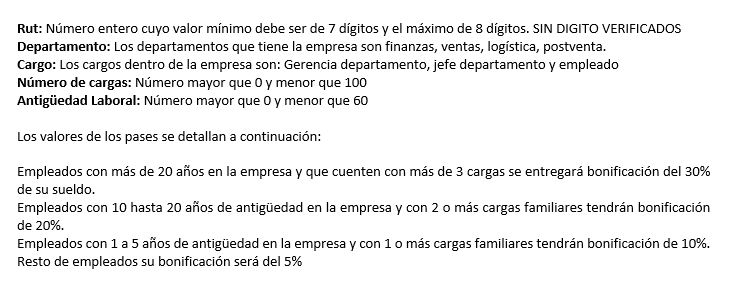 Rut: Número entero cuyo valor mínimo debe ser de 7 dígitos y el máximo de 8 dígitos. SIN DIGITO VERIFICADOS
Departamento: Los departamentos que tiene la empresa son finanzas, ventas, logística, postventa.
Cargo: Los cargos dentro de la empresa son: Gerencia departamento, jefe departamento y empleado
Número de cargas: Número mayor que 0 y menor que 100
Antigüedad Laboral: Número mayor que 0 y menor que 60
Los valores de los pases se detallan a continuación:
Empleados con más de 20 años en la empresa y que cuenten con más de 3 cargas se entregará bonificación del 30%
de su sueldo.
Empleados con 10 hasta 20 años de antigüedad en la empresa y con 2 o más cargas familiares tendrán bonificación
de 20%.
Empleados con 1 a 5 años de antigüedad en la empresa y con 1 o más cargas familiares tendrán bonificación de 10%.
Resto de empleados su bonificación será del 5%